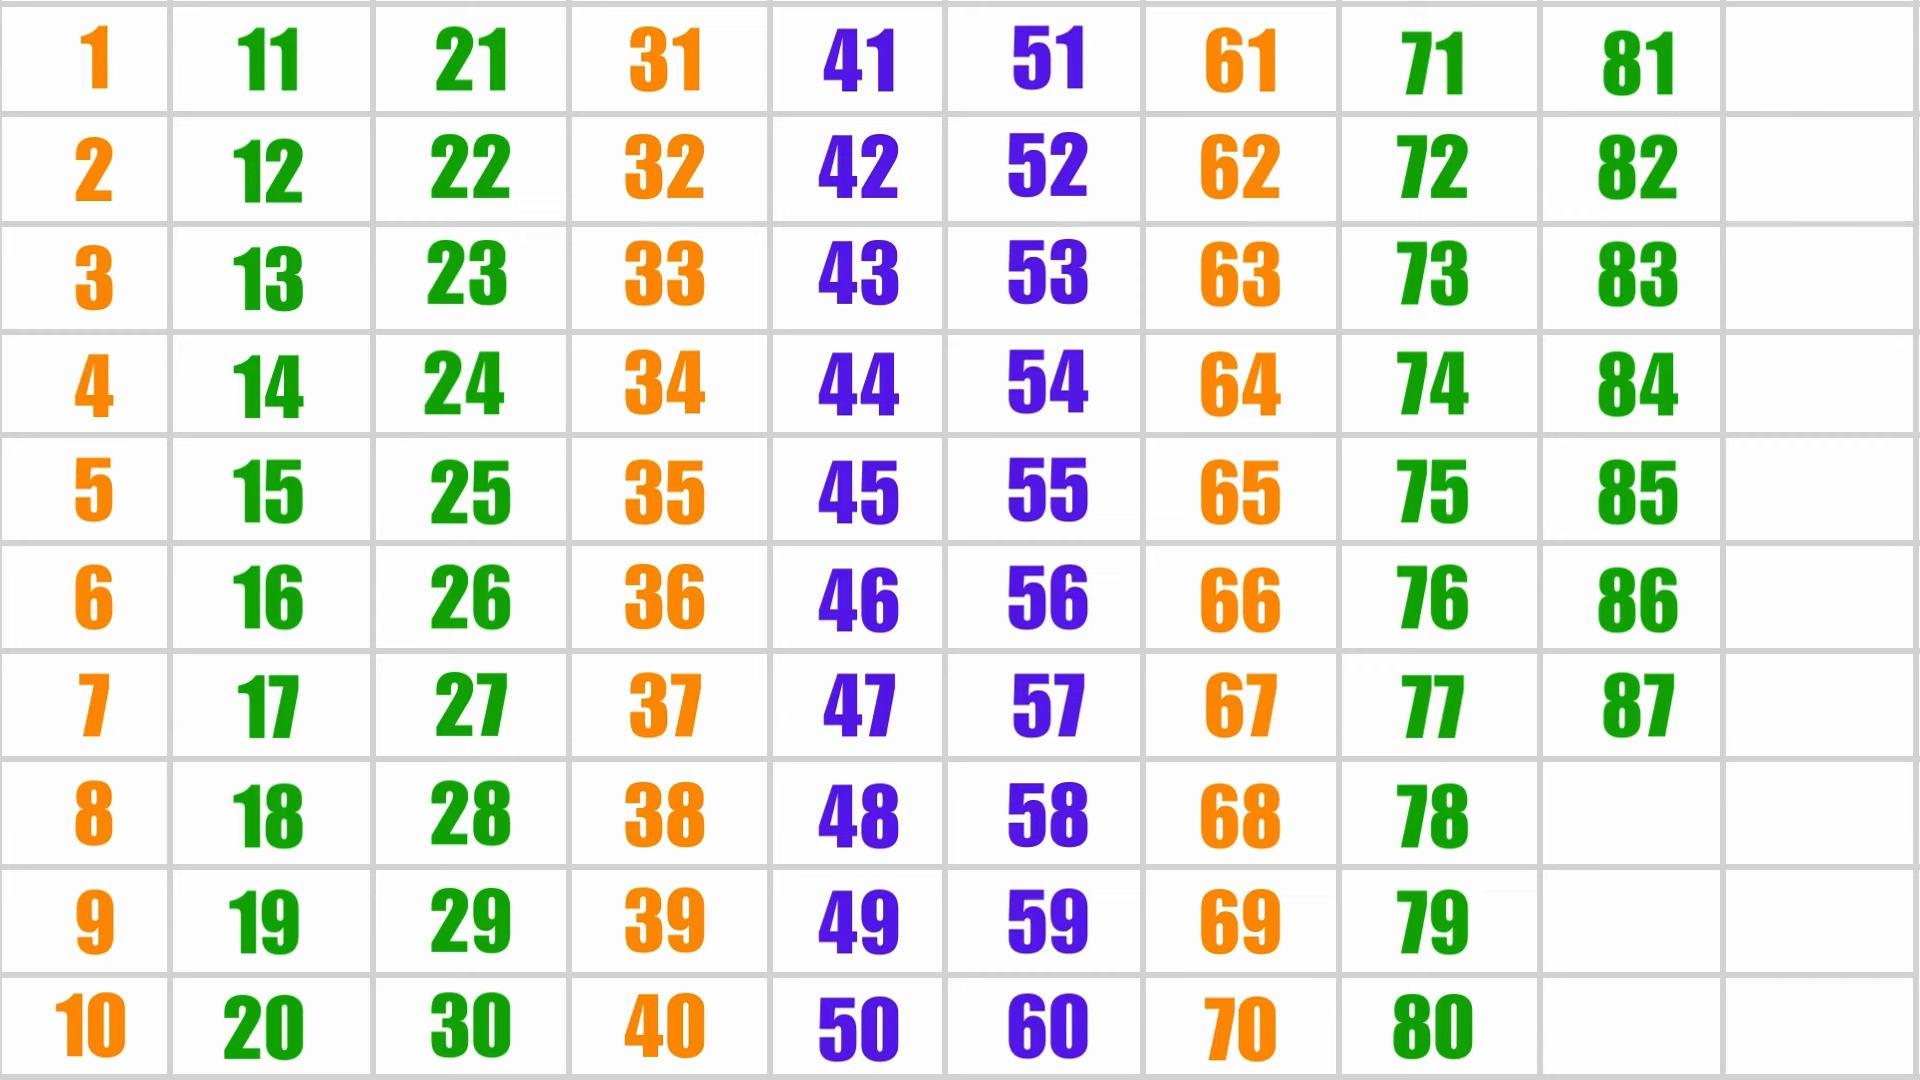 1 11 21 31 41 51 61 71 81
2 12 22 32 42 52 62 72 82
3 13 23 33 43 53 63 73 83
4 14 24 34 44 54 64 74 84
5 15 25 35 45 55 65 75 85
6 16 26 36 46 56 66 76 86
7 17 27 37 47 57 67 77 87
8 18 28 38 48 58 68 78
9 19 29 39 49 59 69 79
10 20 30 40 50 60 70 80